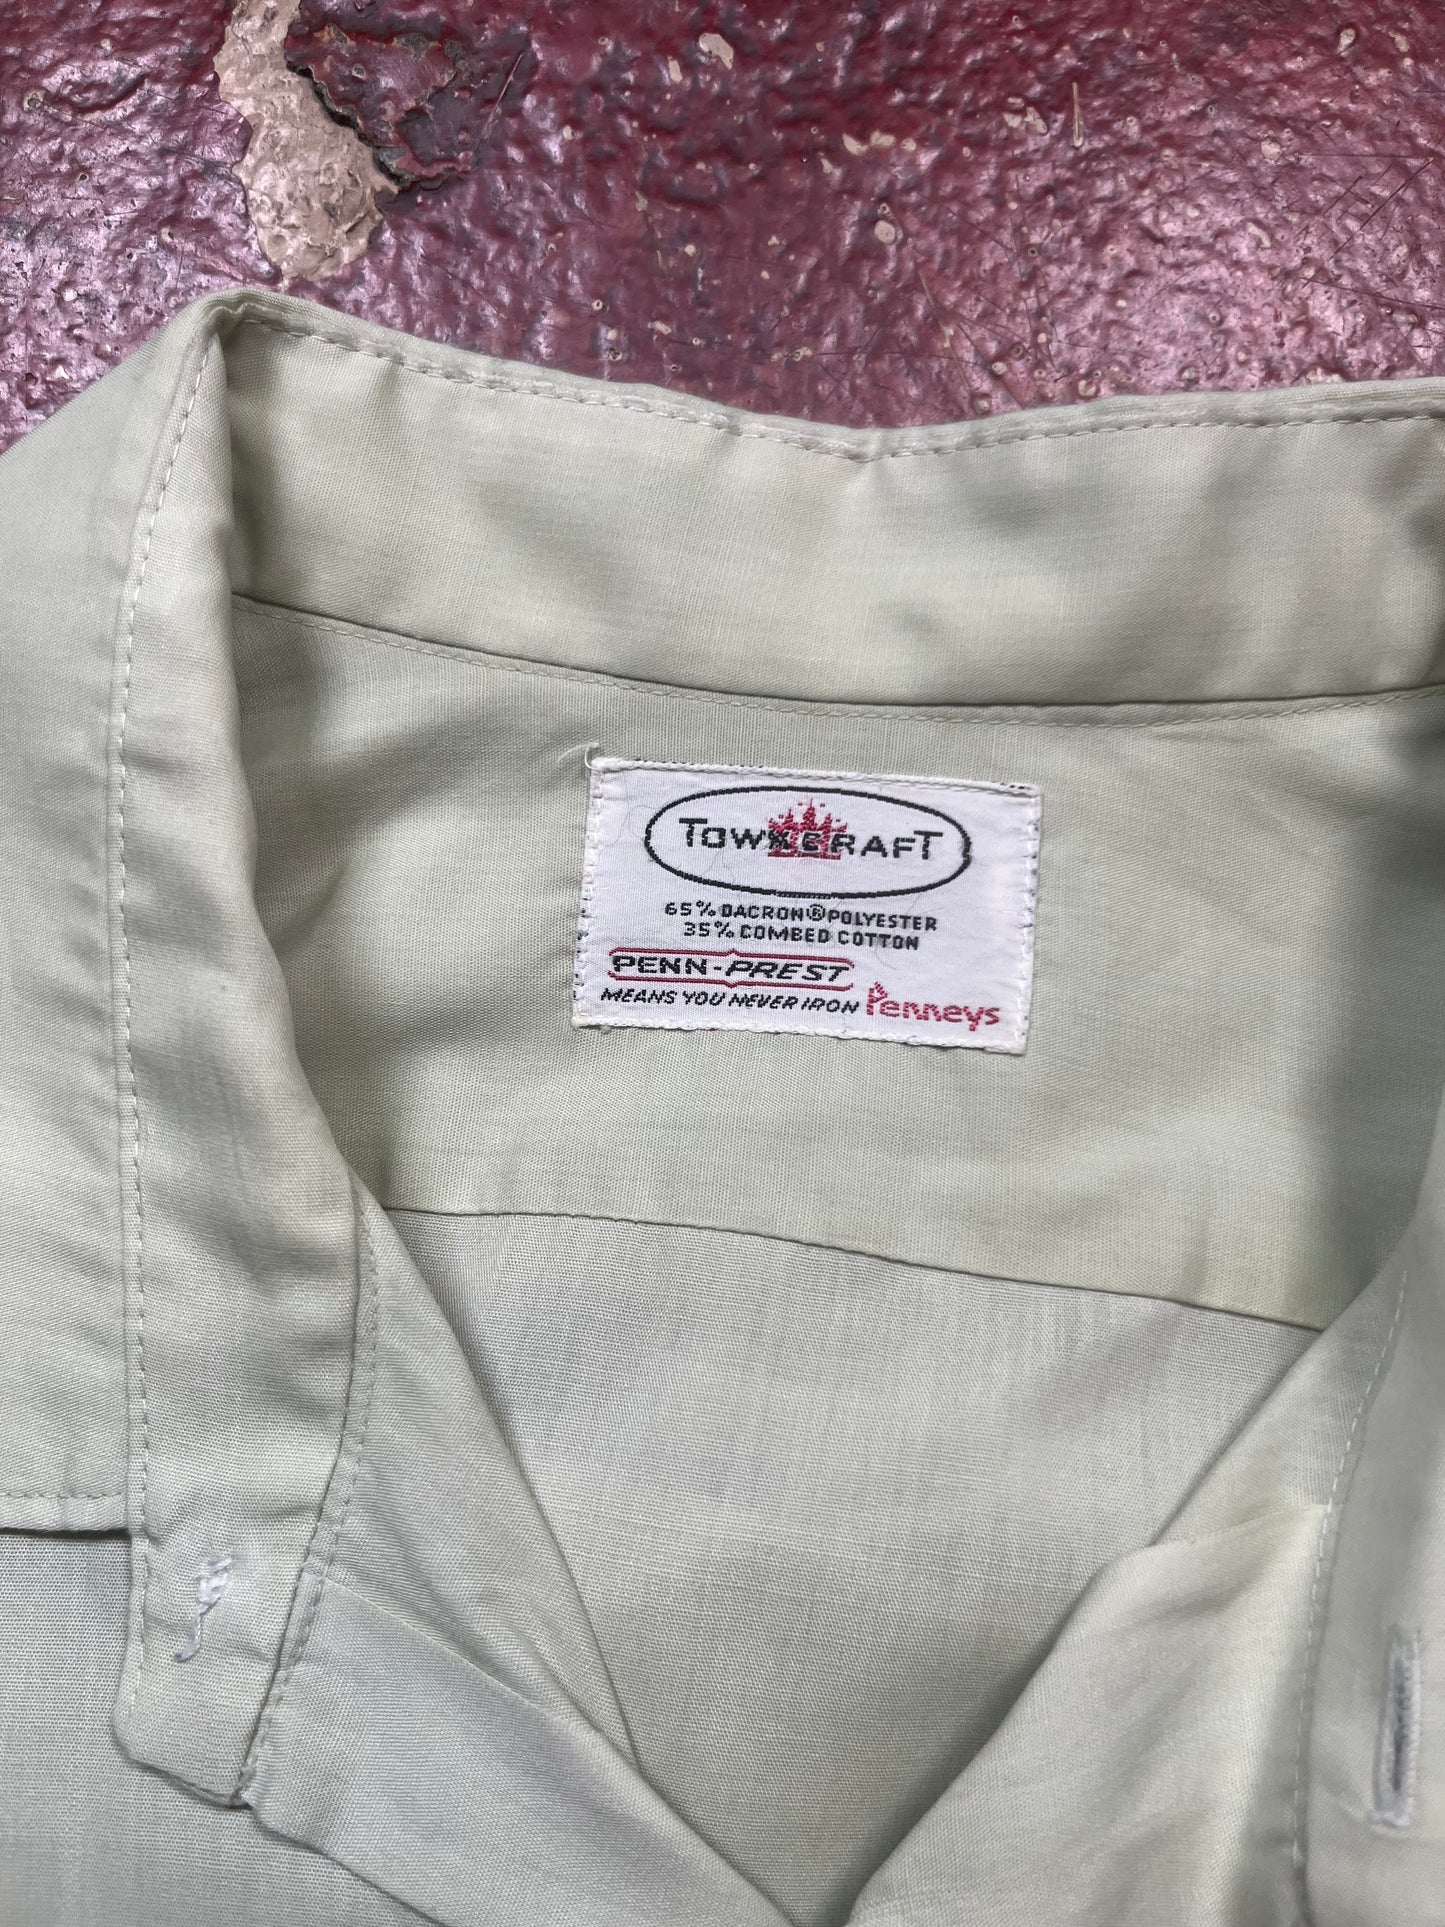 TOWNCRAFT
65% DACRON® POLYESTER
35% COMBED COTTON
PENN-PREST
MEANS YOU NEVER IRON Penneys